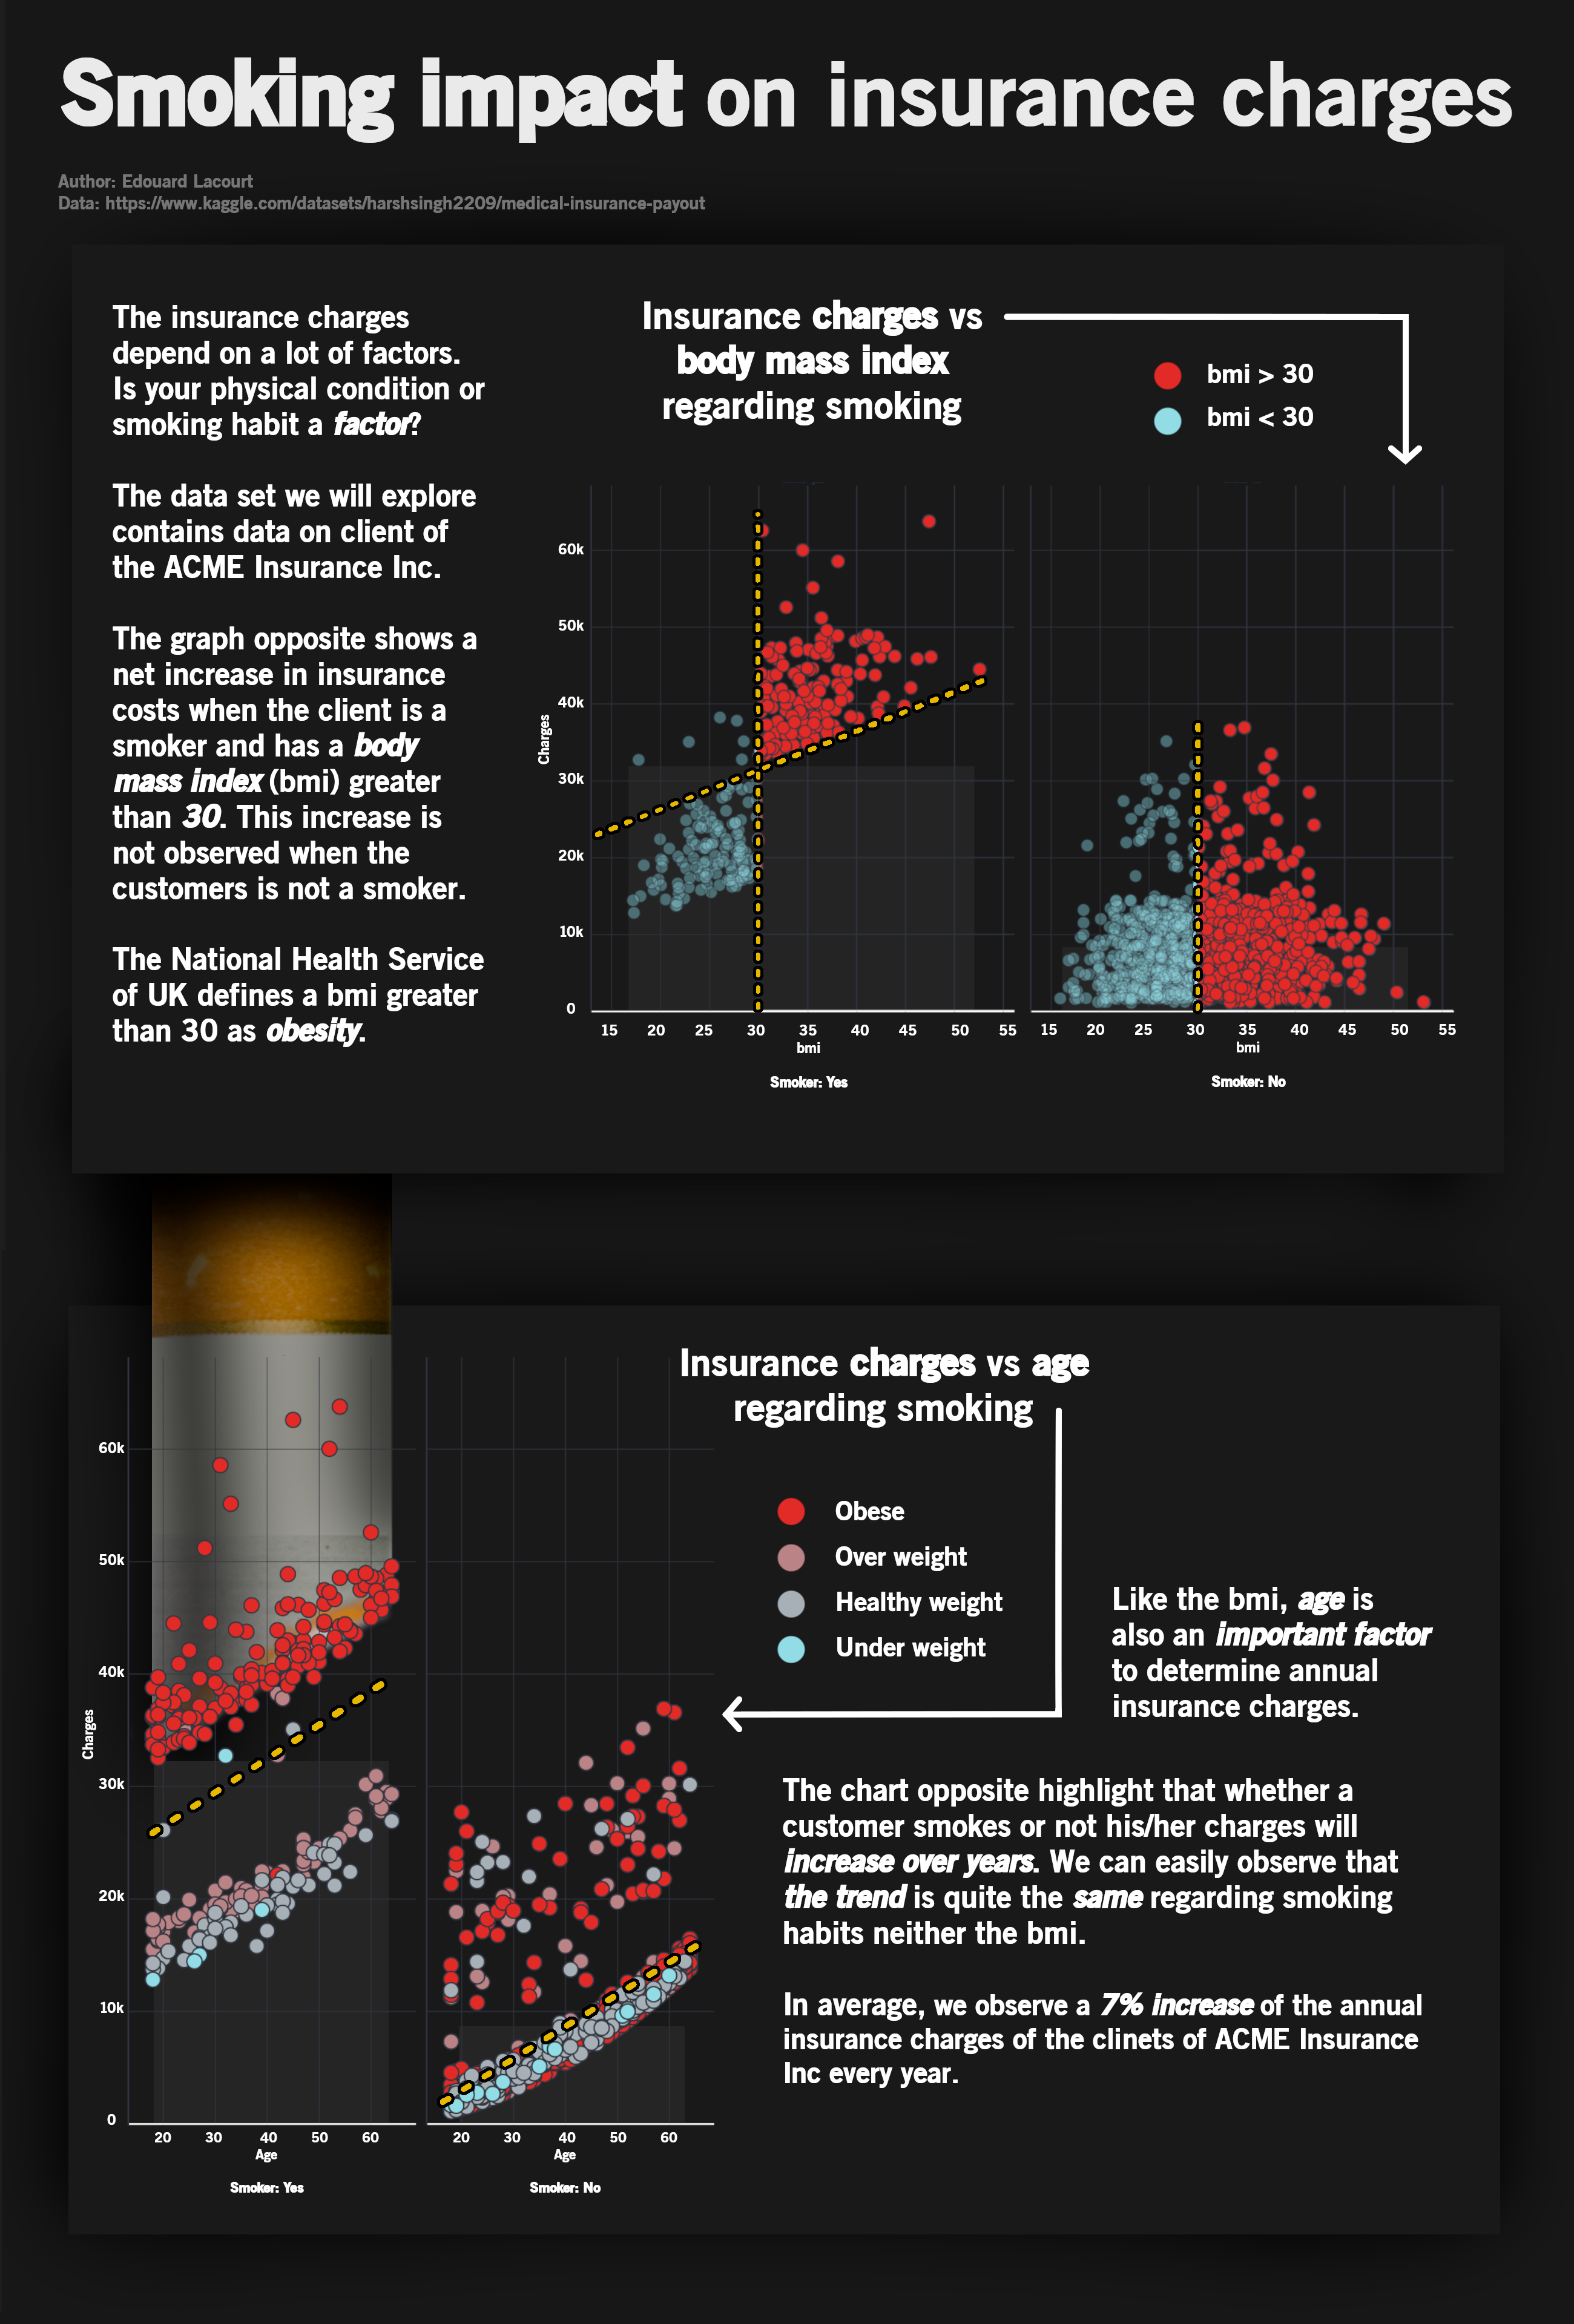 Smoking impact on insurance charges
Author: Edouard Lacourt
Data: https://www.kaggle.com/datasets/harshsingh2209/medical-insurance-payout
The insurance charges
depend on a lot of factors.
Is your physical condition or
smoking habit a factor?
The data set we will explore
contains data on client of
the ACME Insurance Inc.
The graph opposite shows a
net increase in insurance
costs when the client is a
smoker and has a body
mass index (bmi) greater
than 30. This increase is
not observed when the
customers is not a smoker.
The National Health Service
of UK defines a bmi greater
than 30 as obesity.
Insurance charges vs
body mass index
regarding smoking
bmi > 30
bmi < 30
60k
50k
40k
30k
20k
10k
0
Charges
15 20 25 30 35 40 45 50 55
bmi
Smoker: Yes
15 20 25 30 35 40 45 50 55
bmi
Smoker: No
Insurance charges vs age
regarding smoking
Obese
Over weight
Healthy weight
Under weight
60k
50k
40k
30k
20k
10k
0
Charges
20 30 40 50 60
Age
Smoker: Yes
20 30 40 50 60
Age
Smoker: No
Like the bmi, age is
also an important factor
to determine annual
insurance charges.
The chart opposite highlight that whether a
customer smokes or not his/her charges will
increase over years. We can easily observe that
the trend is quite the same regarding smoking
habits neither the bmi.
In average, we observe a 7% increase of the annual
insurance charges of the clinets of ACME Insurance
Inc every year.